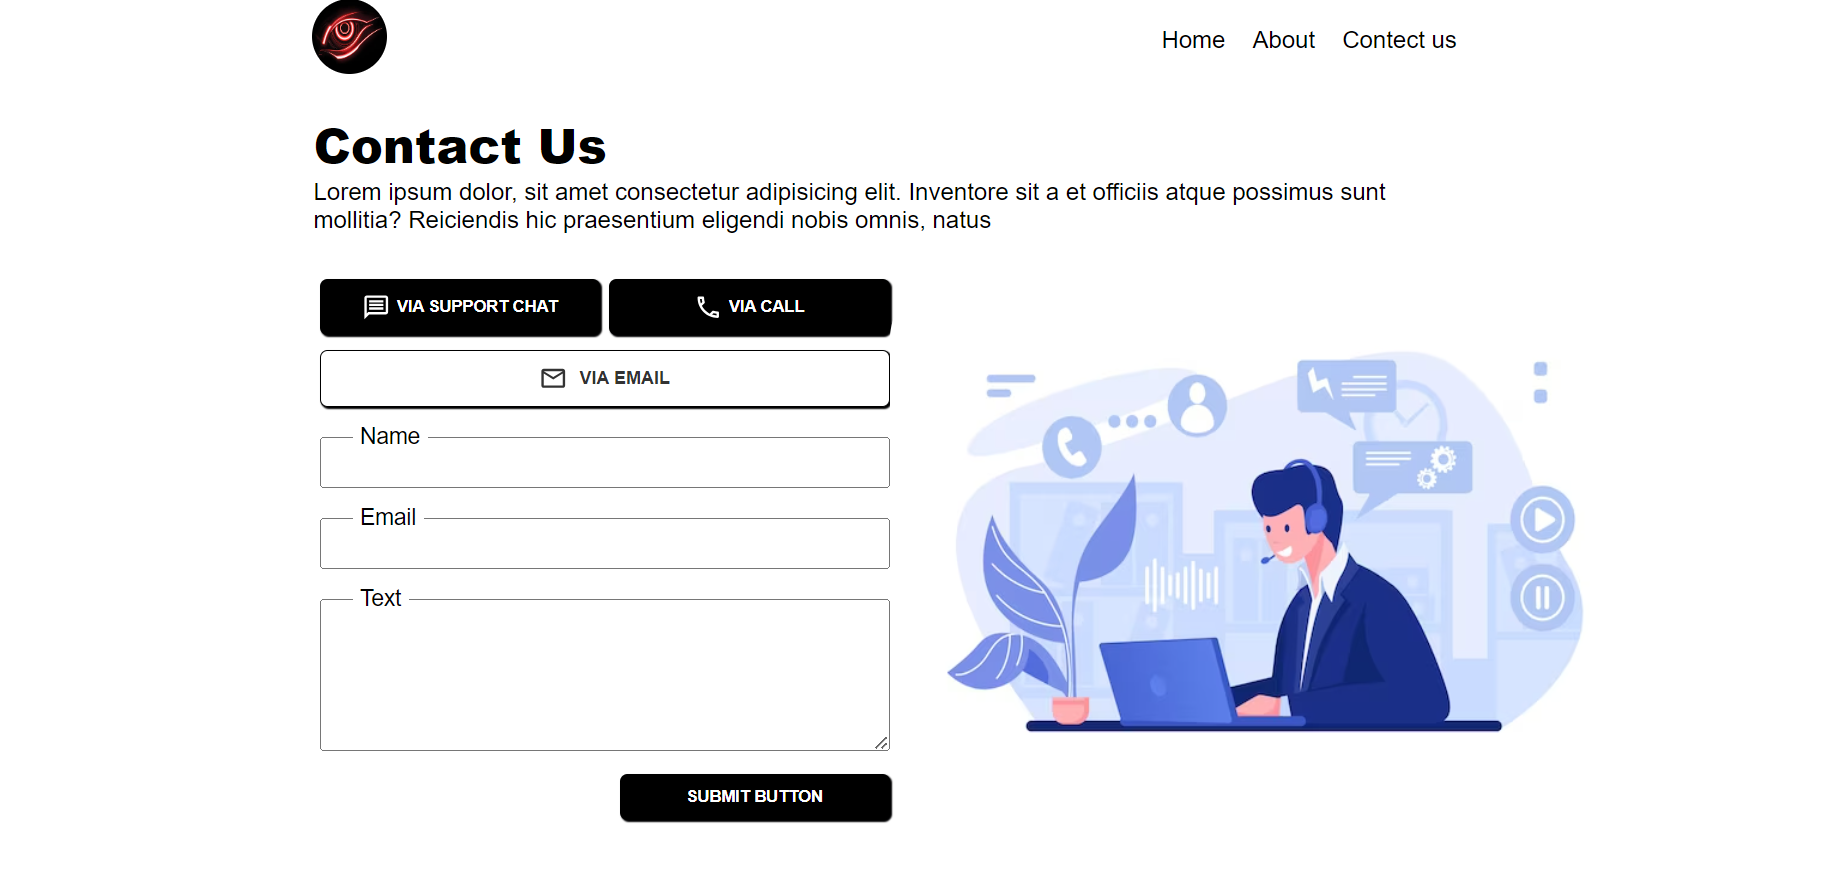 Home About Contect us
Contact Us
Lorem ipsum dolor, sit amet consectetur adipisicing elit. Inventore sit a et officiis atque possimus sunt
mollitia? Reiciendis hic praesentium eligendi nobis omnis, natus
VIA SUPPORT CHAT VIA CALL
VIA EMAIL
Name
Email
Text
SUBMIT BUTTON